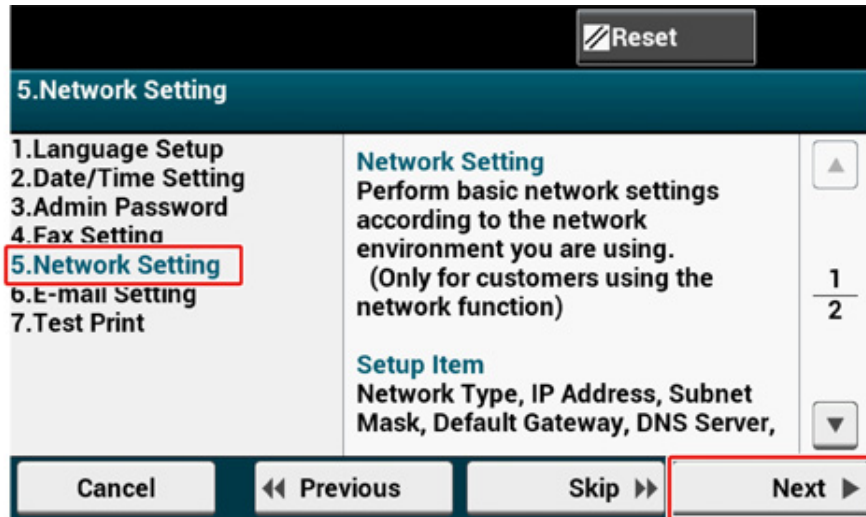 Reset
5.Network Setting
1.Language Setup
2.Date/Time Setting
3.Admin Password
4.Fax Setting
5.Network Setting
6.E-mail Setting
7.Test Print
Network Setting
Perform basic network settings
according to the network
environment you are using.
(Only for customers using the
network function)
Setup Item
Network Type, IP Address, Subnet
Mask, Default Gateway, DNS Server,
1
2
Cancel
Previous
Skip
Next